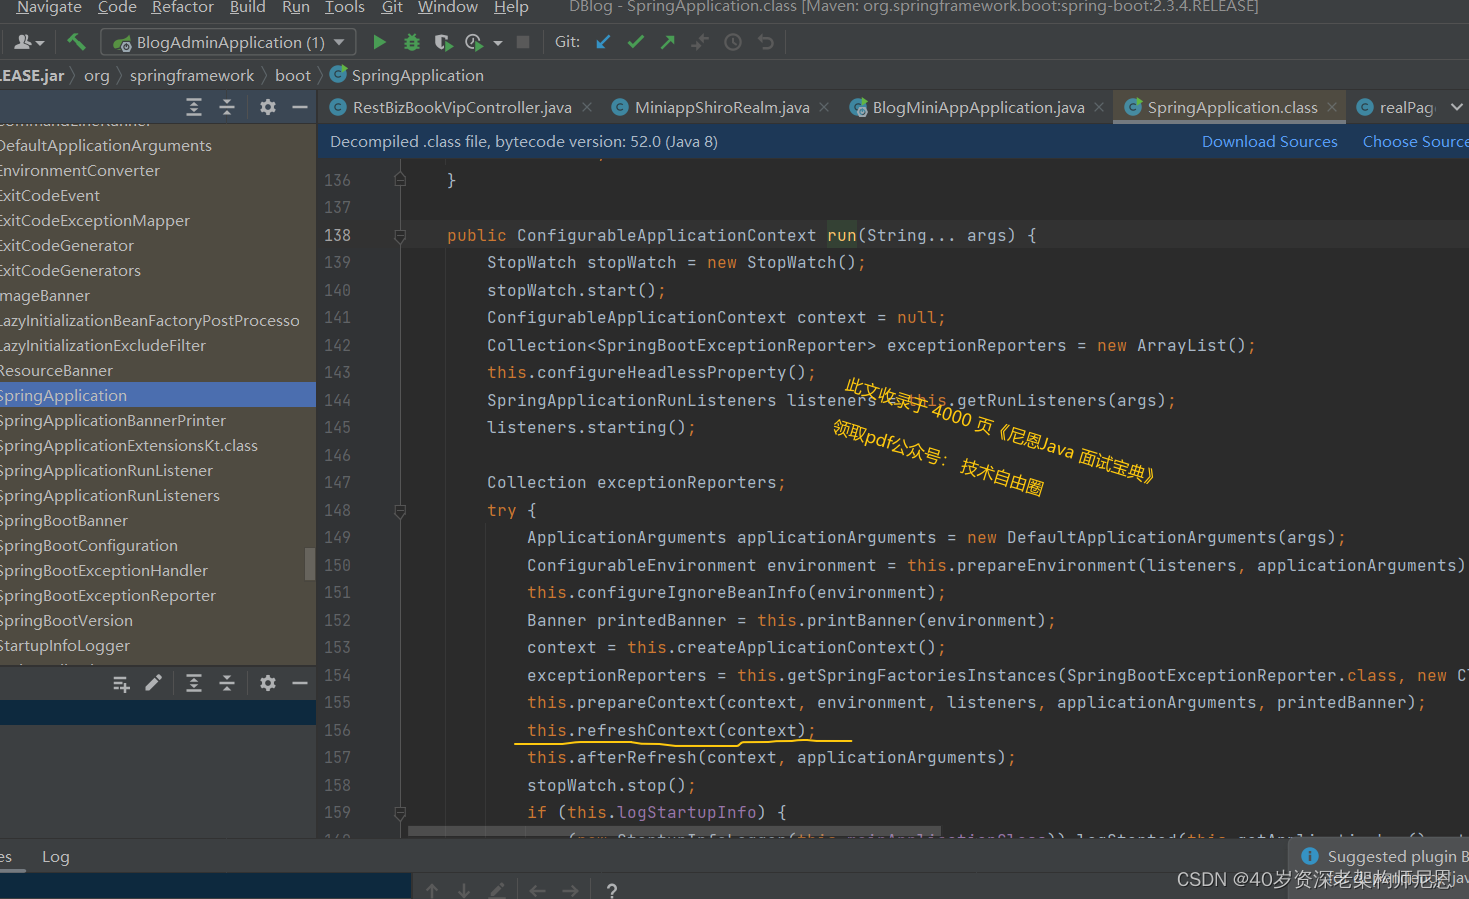 Navigate Code Refactor Build Run Tools Git Window Help DBlog - SpringApplication.class [Maven: org.springframework.boot:spring-boot:2.3.4.RELEASE]
BlogAdminApplication (1) Git:
LEASE.jar org springframework boot SpringApplication
RestBizBookVipController.java MiniappShiroRealm.java BlogMiniAppApplication.java SpringApplication.class realPag
Decompiled .class file, bytecode version: 52.0 (Java 8) Download Sources Choose Source
DefaultApplicationArguments
EnvironmentConverter
ExitCodeEvent
ExitCodeExceptionMapper
ExitCodeGenerator
ExitCodeGenerators
ImageBanner
LazyInitializationBeanFactoryPostProcesso
LazyInitializationExcludeFilter
ResourceBanner
SpringApplication
SpringApplicationBannerPrinter
SpringApplicationExtensionsKt.class
SpringApplicationRunListener
SpringApplicationRunListeners
SpringBootBanner
SpringBootConfiguration
SpringBootExceptionHandler
SpringBootExceptionReporter
SpringBootVersion
StartupInfoLogger
136 }
137
138 public ConfigurableApplicationContext run(String... args) {
139 StopWatch stopWatch = new StopWatch();
140 stopWatch.start();
141 ConfigurableApplicationContext context = null;
142 Collection<SpringBootExceptionReporter> exceptionReporters = new ArrayList();
143 this.configureHeadlessProperty();
144 SpringApplicationRunListeners listeners = this.getRunListeners(args);
145 listeners.starting();
146
147 Collection exceptionReporters;
148 try {
149 ApplicationArguments applicationArguments = new DefaultApplicationArguments(args);
150 ConfigurableEnvironment environment = this.prepareEnvironment(listeners, applicationArguments)
151 this.configureIgnoreBeanInfo(environment);
152 Banner printedBanner = this.printBanner(environment);
153 context = this.createApplicationContext();
154 exceptionReporters = this.getSpringFactoriesInstances(SpringBootExceptionReporter.class, new Cl
155 this.prepareContext(context, environment, listeners, applicationArguments, printedBanner);
156 this.refreshContext(context);
157 this.afterRefresh(context, applicationArguments);
158 stopWatch.stop();
159 if (this.logStartupInfo) {
此文收录于 4000 页《尼恩Java 面试宝典》
领取pdf公众号： 技术自由圈
es Log
Suggested plugin B
CSDN @40岁资深老架构师尼恩